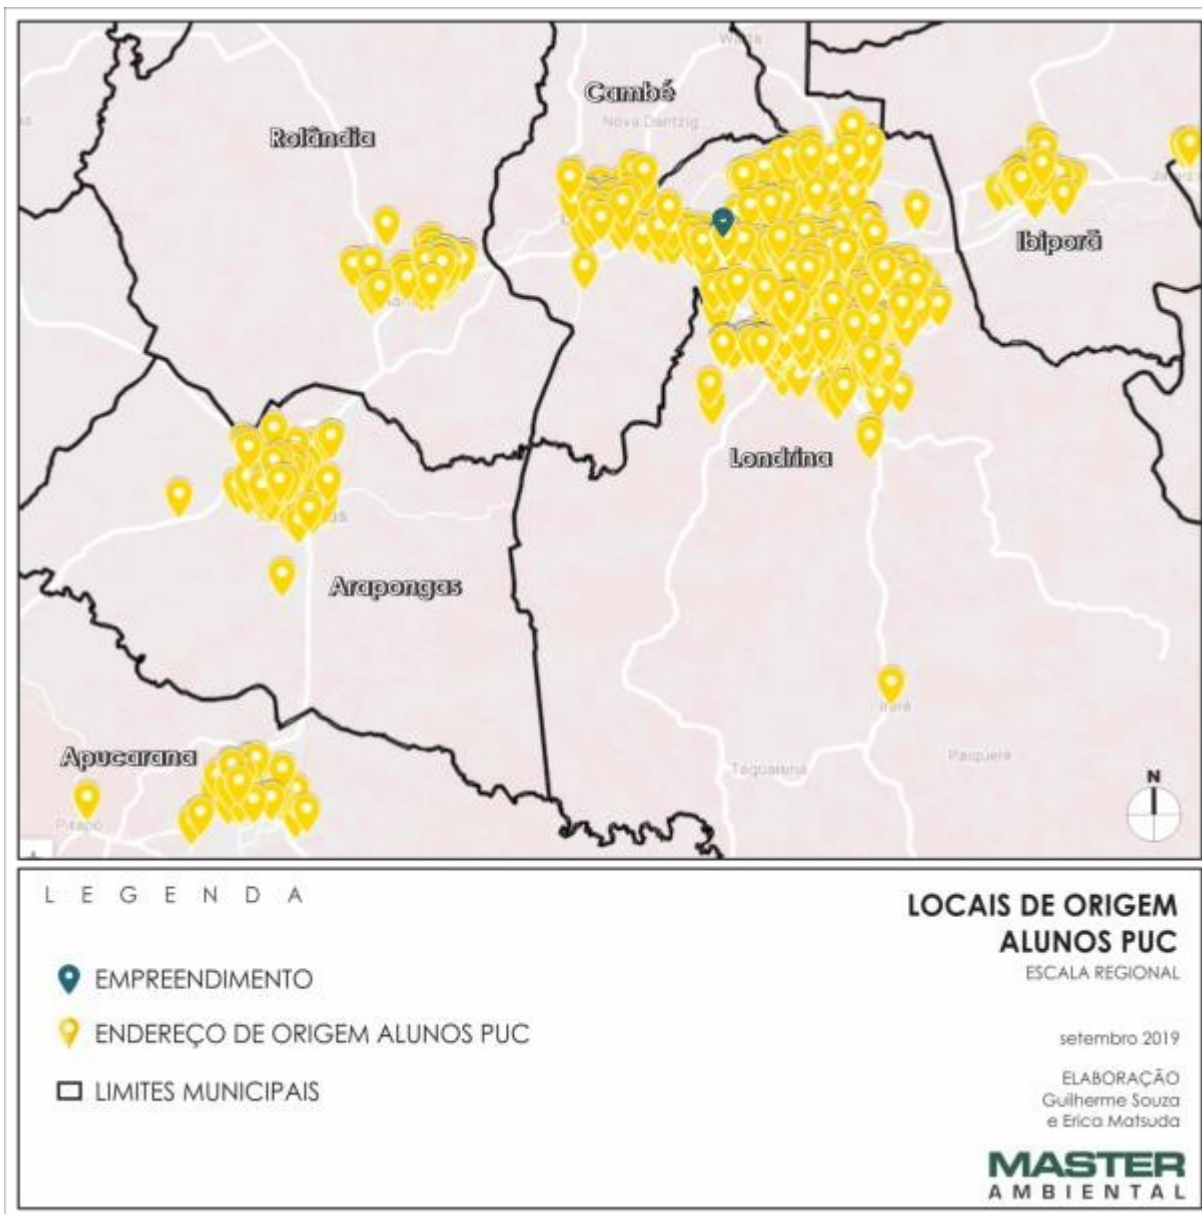 Cambé
Nova Dantzig
Rolândia
Ibiporã
Londrina
Arapongas
Irerê
Apucarana
Paiquerê
Taquaruna
Pirapó
N
L E G E N D A
EMPREENDIMENTO
ENDEREÇO DE ORIGEM ALUNOS PUC
LIMITES MUNICIPAIS
LOCAIS DE ORIGEM
ALUNOS PUC
ESCALA REGIONAL
setembro 2019
ELABORAÇÃO
Guilherme Souza
e Erica Matsuda
MASTER
AMBIENTAL